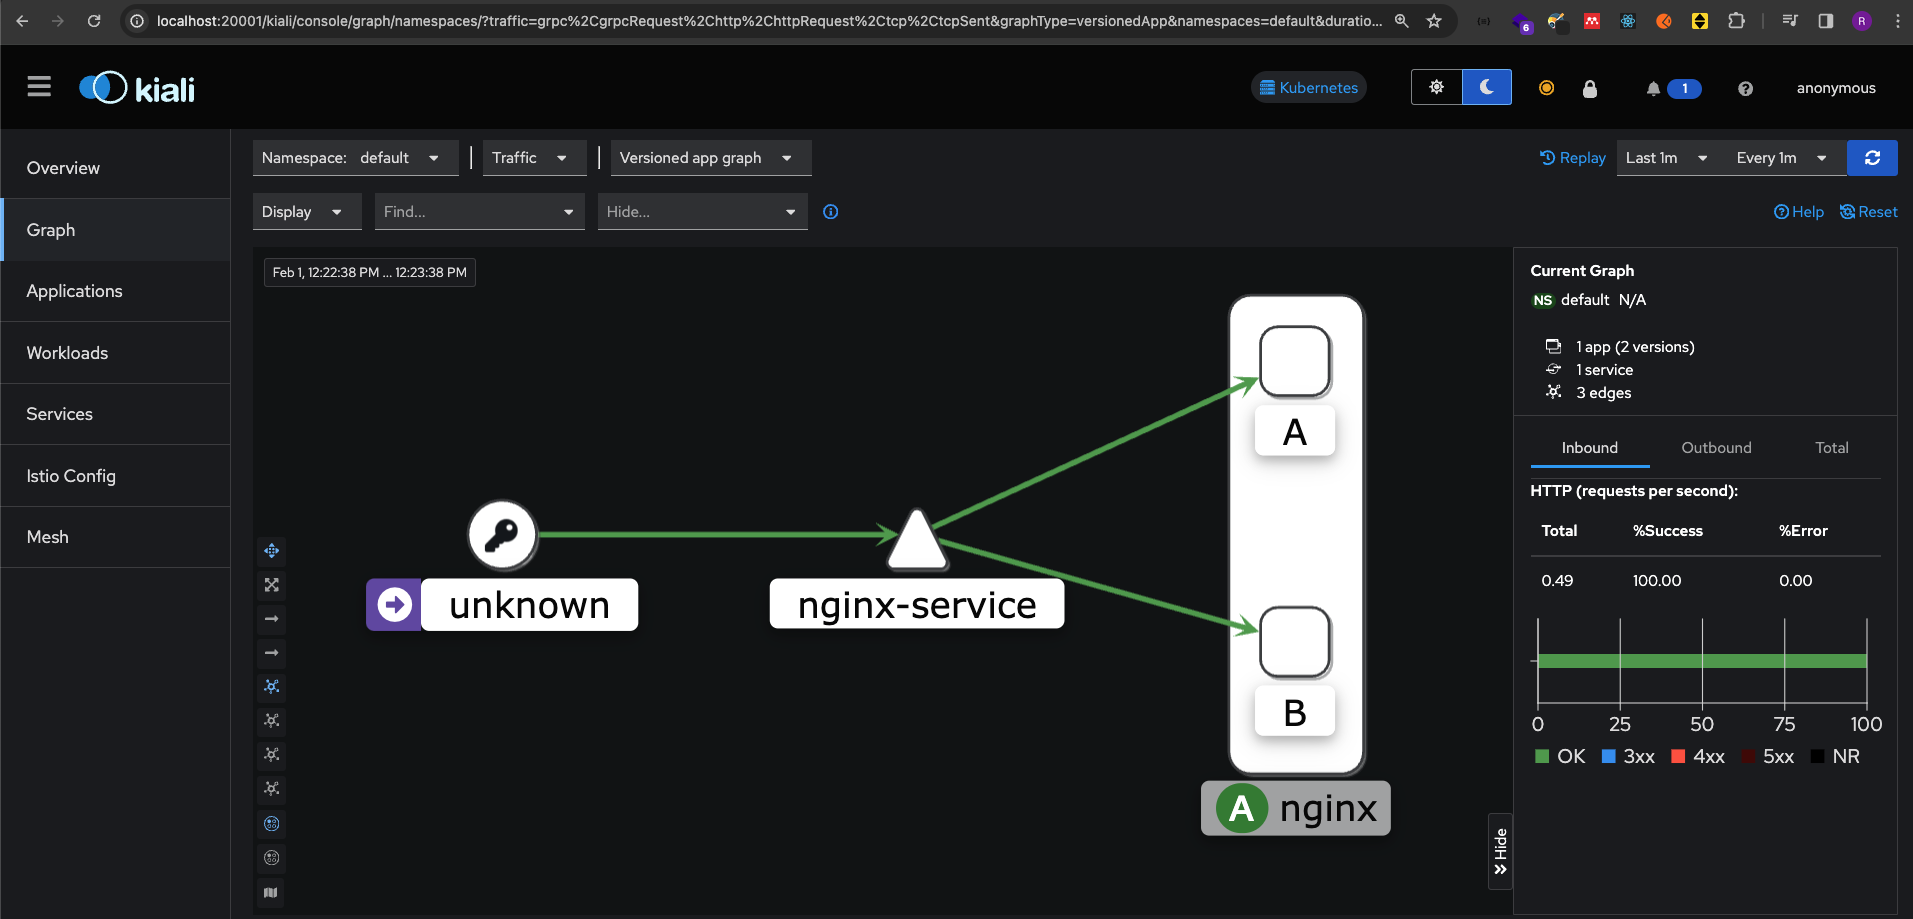 localhost:20001/kiali/console/graph/namespaces/?traffic=grpc%2CgrpcRequest%2Chttp%2ChttpRequest%2Ctcp%2CtcpSent&graphType=versionedApp&namespaces=default&duratio...
6
R
kiali
Kubernetes
1
anonymous
Overview
Graph
Applications
Workloads
Services
Istio Config
Mesh
Namespace: default
Traffic
Versioned app graph
Replay
Last 1m
Every 1m
Display
Find...
Hide...
Help
Reset
Feb 1, 12:22:38 PM ... 12:23:38 PM
A
unknown
nginx-service
B
A nginx
Hide
Current Graph
NS default N/A
1 app (2 versions)
1 service
3 edges
Inbound Outbound Total
HTTP (requests per second):
Total %Success %Error
0.49 100.00 0.00
0 25 50 75 100
OK 3xx 4xx 5xx NR